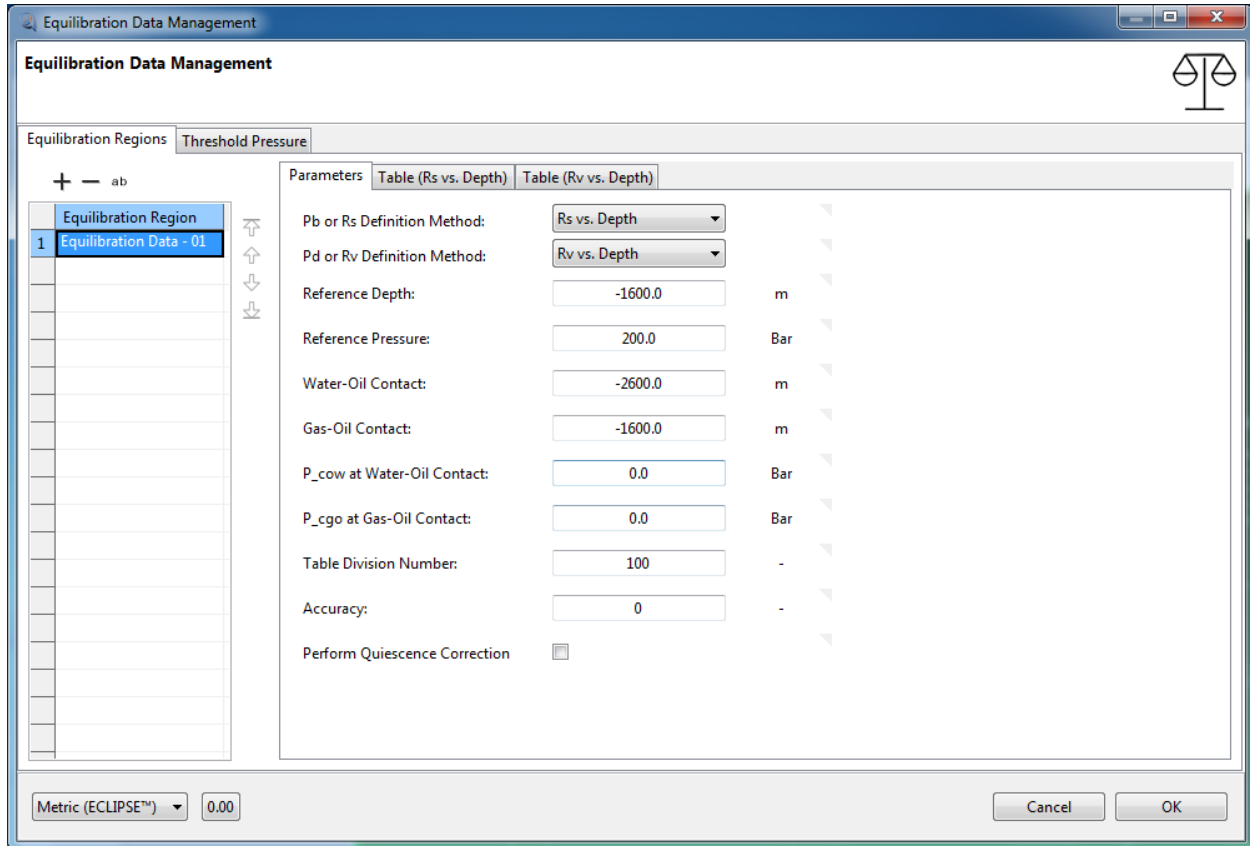 Equilibration Data Management
Equilibration Data Management
Equilibration Regions Threshold Pressure
ab
Equilibration Region
1 Equilibration Data - 01
Parameters Table (Rs vs. Depth) Table (Rv vs. Depth)
Pb or Rs Definition Method: Rs vs. Depth
Pd or Rv Definition Method: Rv vs. Depth
Reference Depth: -1600.0 m
Reference Pressure: 200.0 Bar
Water-Oil Contact: -2600.0 m
Gas-Oil Contact: -1600.0 m
P_cow at Water-Oil Contact: 0.0 Bar
P_cgo at Gas-Oil Contact: 0.0 Bar
Table Division Number: 100 -
Accuracy: 0 -
Perform Quiescence Correction
Metric (ECLIPSE™) 0.00 Cancel OK